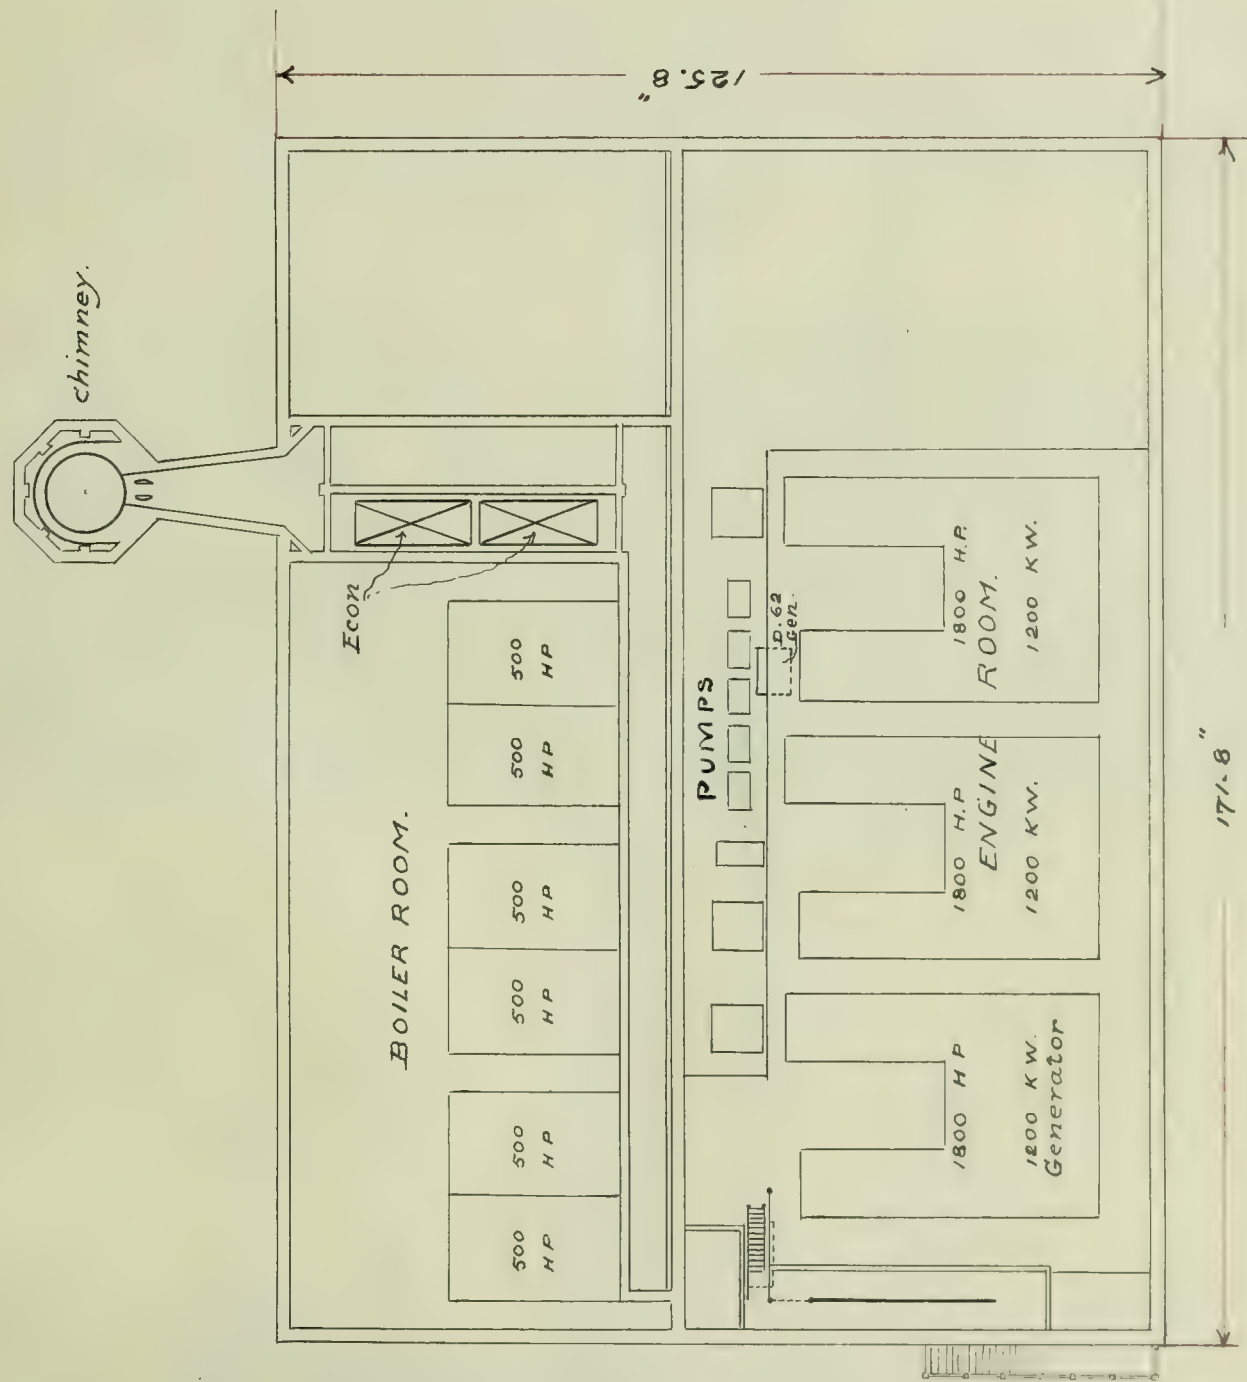 125.8"
chimney.
Econ
BOILER ROOM.
500
HP
500
HP
500
HP
500
HP
500
HP
500
HP
PUMPS
D.62
Gen.
1800 HP
1200 KW.
Generator
1800 H.P
1200 KW.
1800 H.P.
1200 KW.
ENGINE ROOM.
171-8"